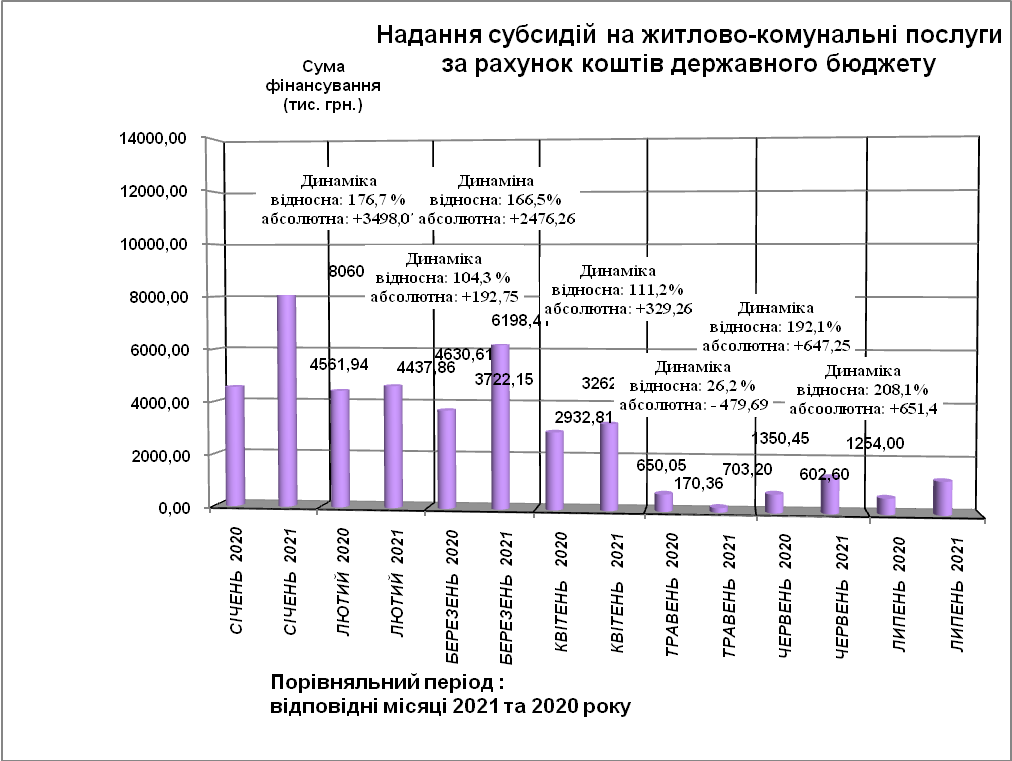 Надання субсидій на житлово-комунальні послуги
за рахунок коштів державного бюджету
Сума
фінансування
(тис. грн.)
14000,00
12000,00
10000,00
8000,00
6000,00
4000,00
2000,00
0,00
Динаміка
відносна: 176,7 %
абсолютна: +3498,0
Динаміна
відносна: 166,5%
абсолютна: +2476,26
Динаміка
відносна: 104,3 %
абсолютна: +192,75
Динаміка
відносна: 111,2%
абсолютна: +329,26
Динаміка
відносна: 192,1%
абсолютна: +647,25
Динаміка
відносна: 26,2 %
абсолютна: - 479,69
Динаміка
відносна: 208,1%
абсоолютна: +651,4
8060
4561,94
4437,86
4630,61
3722,15
6198,4
2932,81
3262
650,05
170,36
703,20
1350,45
602,60
1254,00
СІЧЕНЬ 2020
СІЧЕНЬ 2021
ЛЮТИЙ 2020
ЛЮТИЙ 2021
БЕРЕЗЕНЬ 2020
БЕРЕЗЕНЬ 2021
КВІТЕНЬ 2020
КВІТЕНЬ 2021
ТРАВЕНЬ 2020
ТРАВЕНЬ 2021
ЧЕРВЕНЬ 2020
ЧЕРВЕНЬ 2021
ЛИПЕНЬ 2020
ЛИПЕНЬ 2021
Порівняльний період :
відповідні місяці 2021 та 2020 року